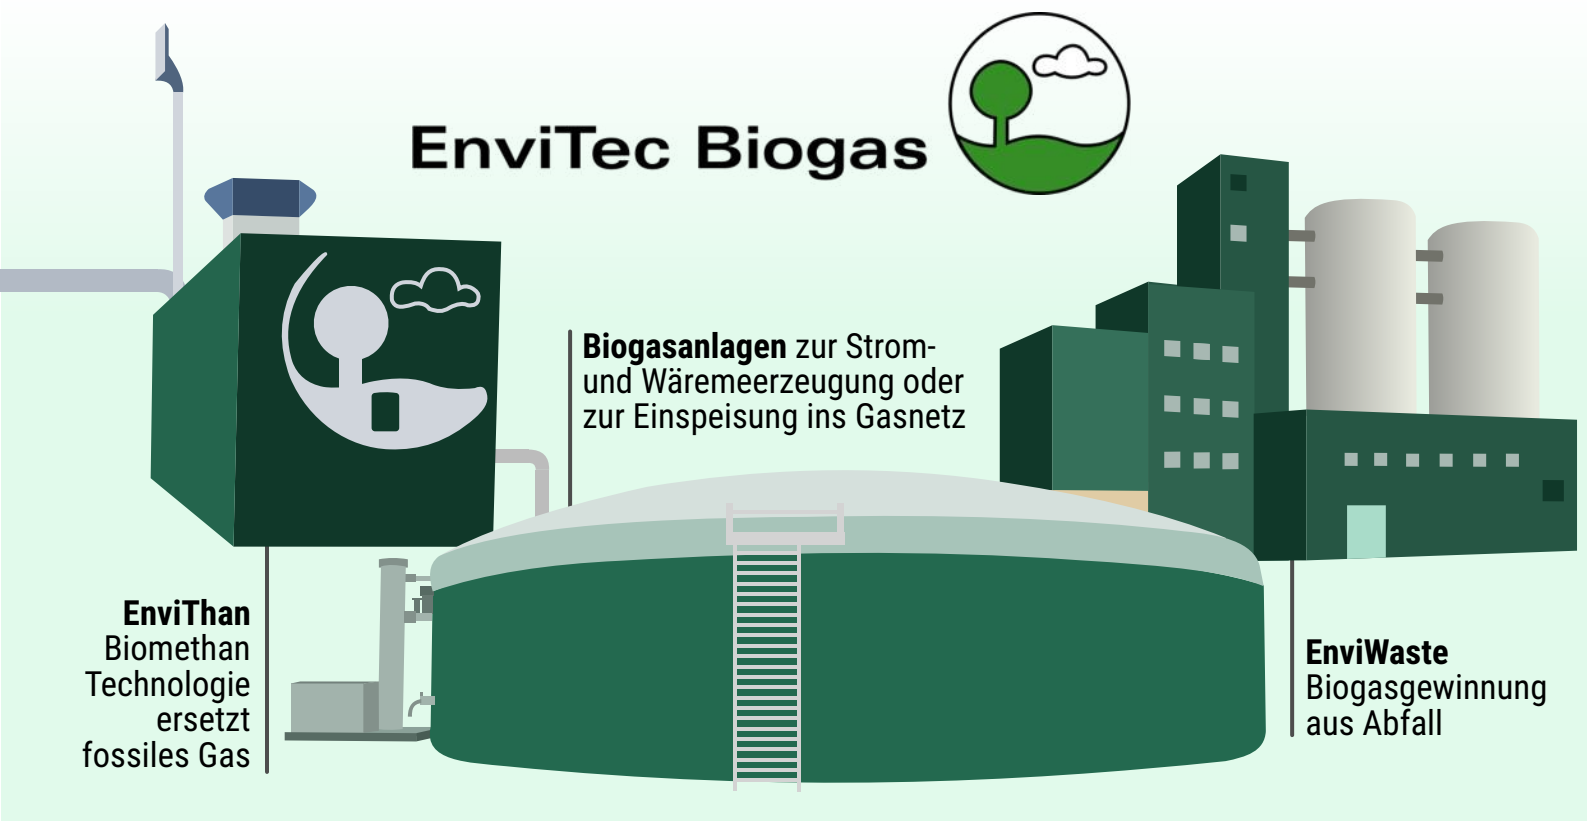 EnviTec Biogas
Biogasanlagen zur Strom-
und Wäremeerzeugung oder
zur Einspeisung ins Gasnetz
EnviThan
Biomethan
Technologie
ersetzt
fossiles Gas
EnviWaste
Biogasgewinnung
aus Abfall